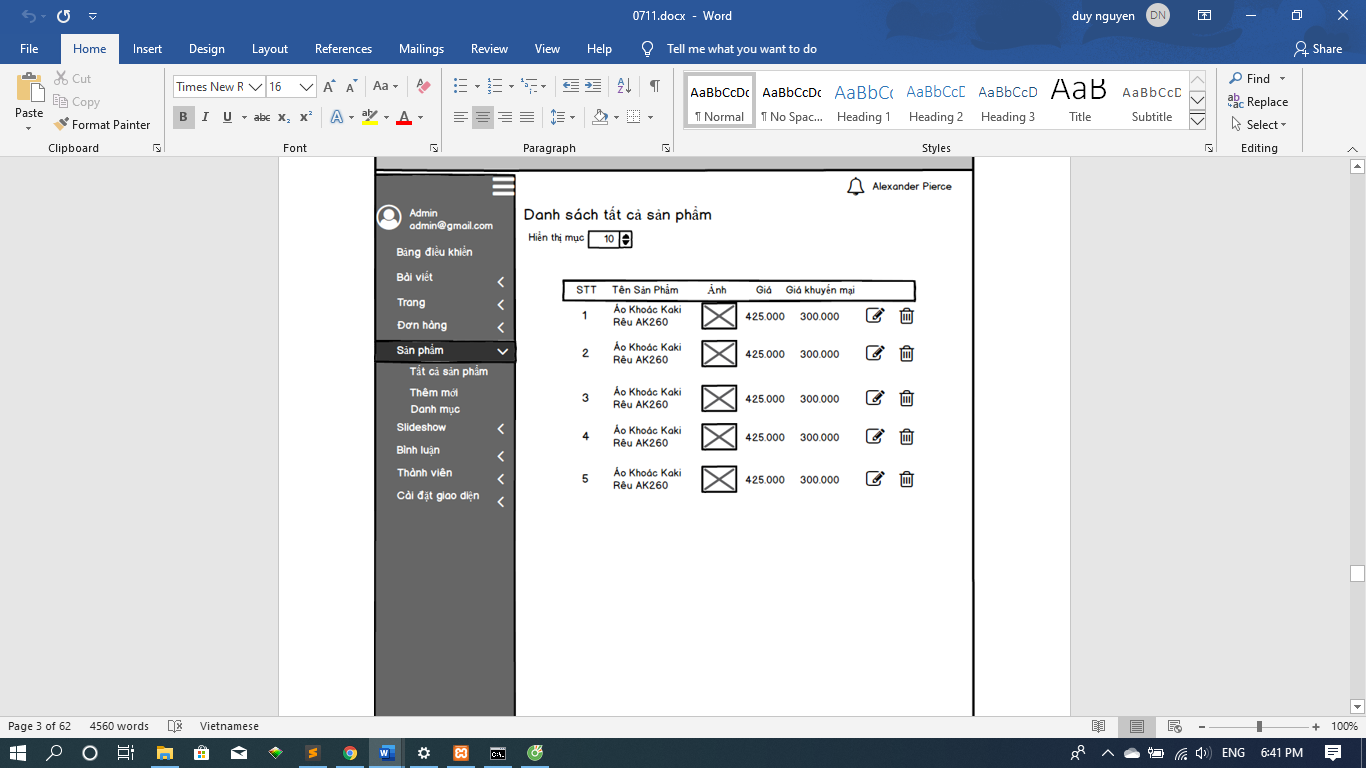 0711.docx - Word
duy nguyen
DN
File Home Insert Design Layout References Mailings Review View Help Tell me what you want to do Share
Paste
Cut
Copy
Format Painter
Clipboard
Times New R 16
Aa
B I U abc x₂ x²
A A
Font
Paragraph
AaBbCcDc
¶ Normal
AaBbCcDc
¶ No Spac...
AaBbCc
Heading 1
AaBbCcD
Heading 2
AaBbCcD
Heading 3
AaB
Title
AaBbCcD
Subtitle
Styles
Find
Replace
Select
Editing
Admin
admin@gmail.com
Bảng điều khiển
Bài viết
Trang
Đơn hàng
Sản phẩm
Tất cả sản phẩm
Thêm mới
Danh mục
Slideshow
Bình luận
Thành viên
Cài đặt giao diện
Alexander Pierce
Danh sách tất cả sản phẩm
Hiển thị mục 10
STT Tên Sản Phẩm Ảnh Giá Giá khuyến mại
1 Áo Khoác Kaki Rêu AK260 425.000 300.000
2 Áo Khoác Kaki Rêu AK260 425.000 300.000
3 Áo Khoác Kaki Rêu AK260 425.000 300.000
4 Áo Khoác Kaki Rêu AK260 425.000 300.000
5 Áo Khoác Kaki Rêu AK260 425.000 300.000
Page 3 of 62 4560 words Vietnamese 100%
ENG 6:41 PM